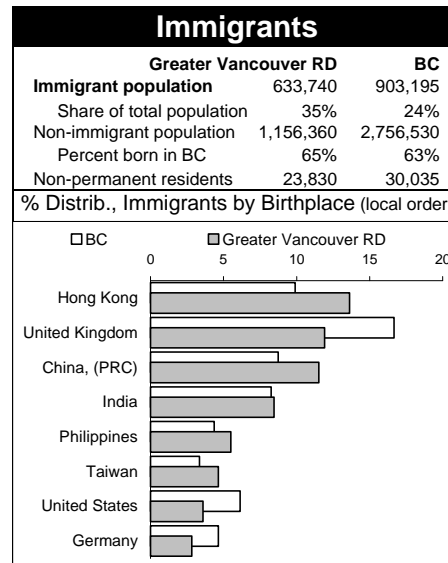 Immigrants
Greater Vancouver RD BC
Immigrant population 633,740 903,195
Share of total population 35% 24%
Non-immigrant population 1,156,360 2,756,530
Percent born in BC 65% 63%
Non-permanent residents 23,830 30,035
% Distrib., Immigrants by Birthplace (local order
BC Greater Vancouver RD
0 5 10 15 20
Hong Kong
United Kingdom
China, (PRC)
India
Philippines
Taiwan
United States
Germany